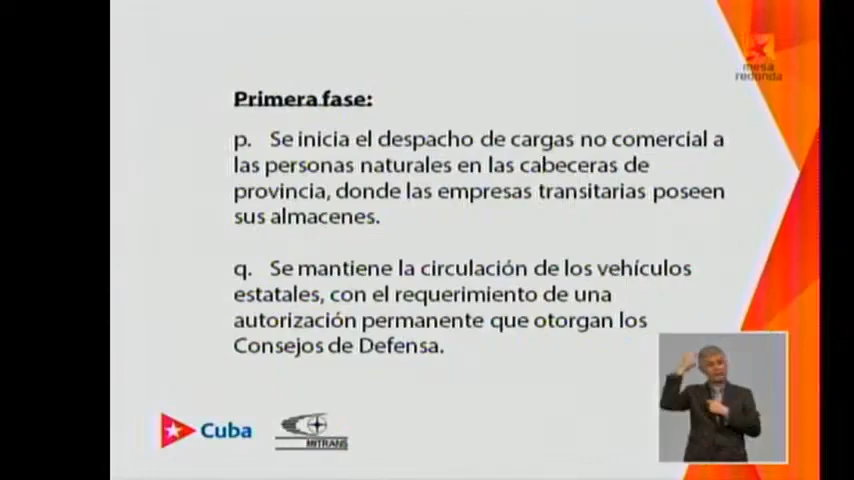 mesa
redonda
Primera fase:
p. Se inicia el despacho de cargas no comercial a
las personas naturales en las cabeceras de
provincia, donde las empresas transitarias poseen
sus almacenes.
q. Se mantiene la circulación de los vehículos
estatales, con el requerimiento de una
autorización permanente que otorgan los
Consejos de Defensa.
Cuba
MITRANS